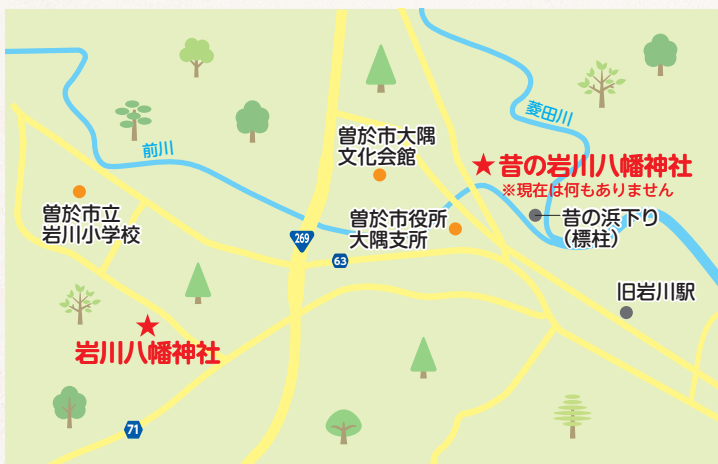 菱田川
曽於市大隅
文化会館
前川
★昔の岩川八幡神社
※現在は何もありません
曽於市立
岩川小学校
曽於市役所
大隅支所
昔の浜下り
（標柱）
269
63
旧岩川駅
★
岩川八幡神社
71